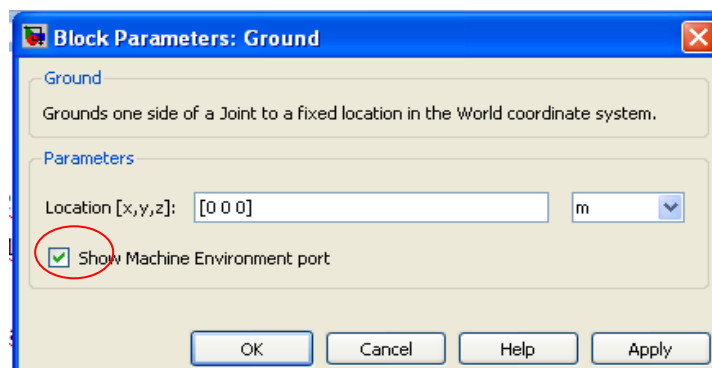 Block Parameters: Ground
Ground
Grounds one side of a Joint to a fixed location in the World coordinate system.
Parameters
Location [x,y,z]: [0 0 0] m
Show Machine Environment port
OK Cancel Help Apply